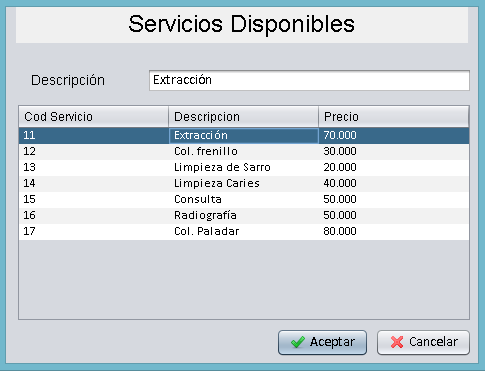 Servicios Disponibles
Descripción Extracción
Cod Servicio Descripcion Precio
11 Extracción 70.000
12 Col. frenillo 30.000
13 Limpieza de Sarro 20.000
14 Limpieza Caries 40.000
15 Consulta 50.000
16 Radiografía 50.000
17 Col. Paladar 80.000
Aceptar Cancelar